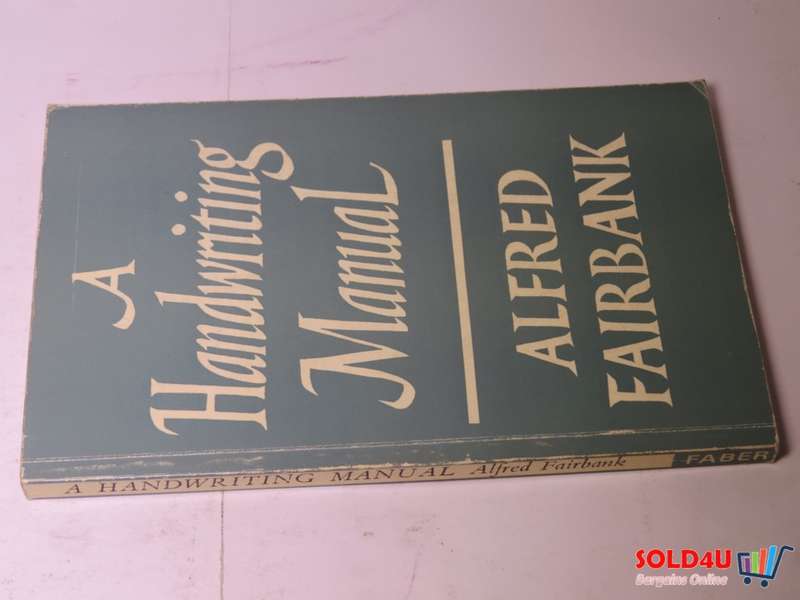 A
Handwriting
Manual
ALFRED
FAIRBANK
A HANDWRITING MANUAL Alfred Fairbank FABER
SOLD4U
Bargains Online